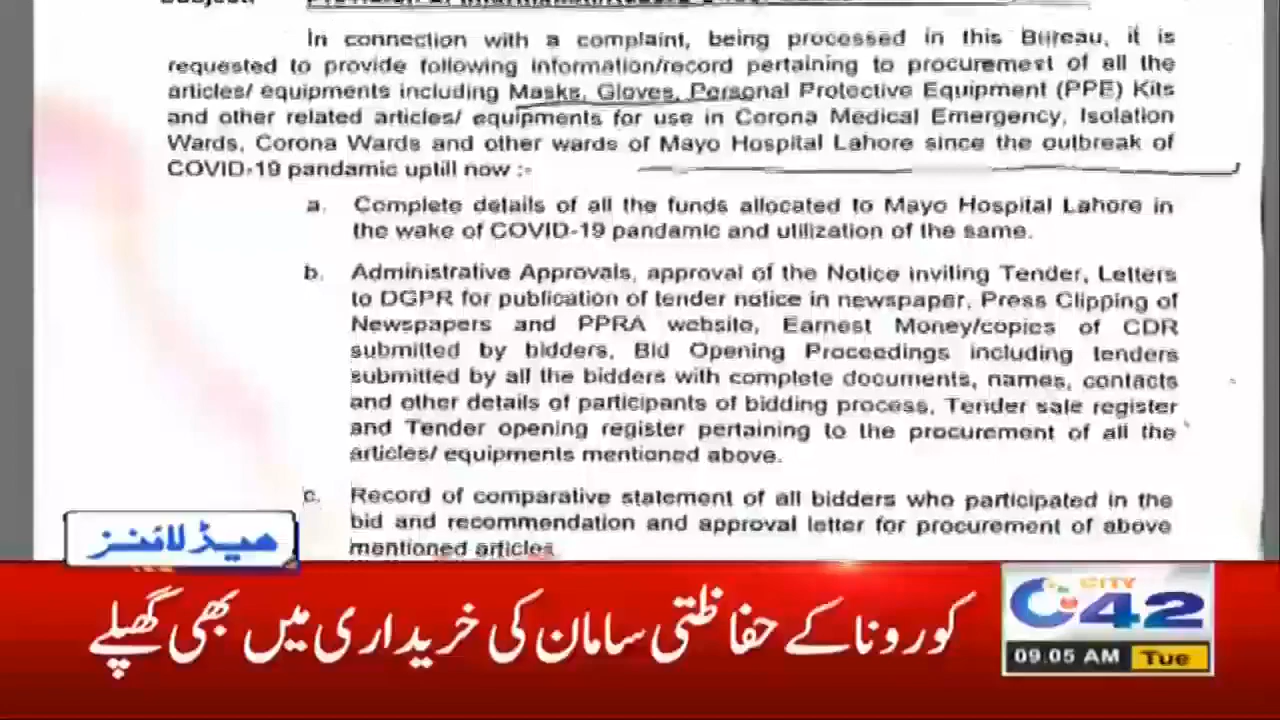 In connection with a complaint, being processed in this Bureau, it is
requested to provide following information/record pertaining to procurement of all the
articles/ equipments including Masks, Gloves, Personal Protective Equipment (PPE) Kits
and other related articles/ equipments for use in Corona Medical Emergency, Isolation
Wards, Corona Wards and other wards of Mayo Hospital Lahore since the outbreak of
COVID-19 pandamic uptill now :-
a. Complete details of all the funds allocated to Mayo Hospital Lahore in
the wake of COVID-19 pandamic and utilization of the same.
b. Administrative Approvals, approval of the Notice inviting Tender, Letters
to DGPR for publication of tender notice in newspaper, Press Clipping of
Newspapers and PPRA website, Earnest Money/copies of CDR
submitted by bidders, Bid Opening Proceedings including tenders
submitted by all the bidders with complete documents, names, contacts
and other details of participants of bidding process, Tender sale register
and Tender opening register pertaining to the procurement of all the
articles/ equipments mentioned above.
c. Record of comparative statement of all bidders who participated in the
bid and recommendation and approval letter for procurement of above
mentioned articles
ہیڈلائنز
کورونا کے حفاظتی سامان کی خریداری میں بھی گھپلے
CITY
42
09.05 AM Tue